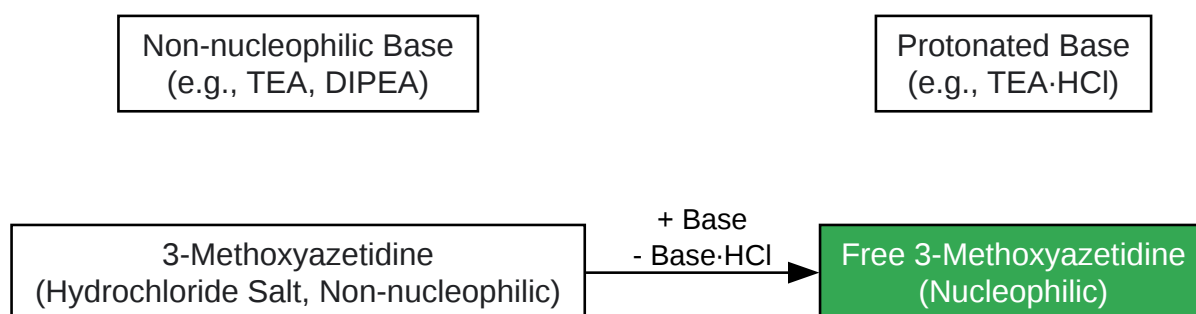 Non-nucleophilic Base
(e.g., TEA, DIPEA)
Protonated Base
(e.g., TEA·HCl)
+ Base
- Base·HCl
3-Methoxyazetidine
(Hydrochloride Salt, Non-nucleophilic)
Free 3-Methoxyazetidine
(Nucleophilic)